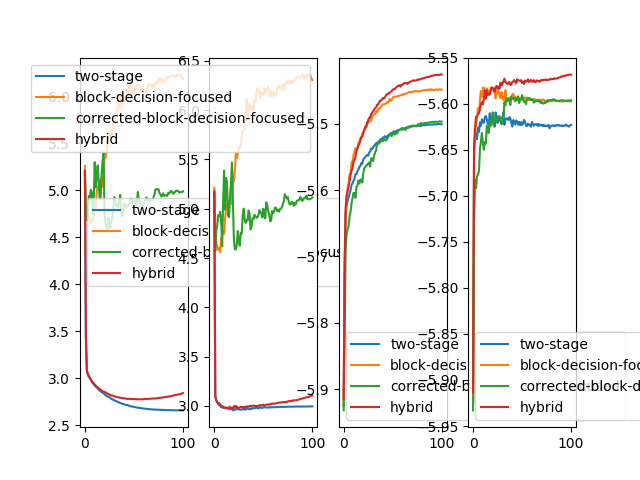 two-stage
block-decision-focused
corrected-block-decision-focused
hybrid
6.0
5.5
5.0
4.5
4.0
3.5
3.0
2.5
0
100
two-stage
block-decis
corrected-b
hybrid
6.5
6.0
5.5
5.0
4.5
4.0
3.5
3.0
0
100
−5.5
−5.6
−5.7
−5.8
−5.9
two-stage
block-decis
corrected-b
hybrid
0
100
−5.55
−5.60
−5.65
−5.70
−5.75
−5.80
−5.85
−5.90
−5.95
two-stage
block-decision-foc
corrected-block-d
hybrid
0
100